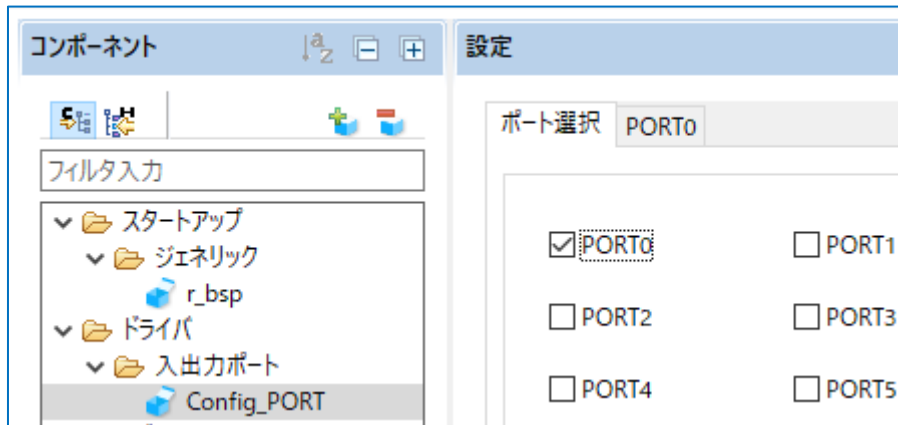 コンポーネント
設定
ポート選択
PORT0
フィルタ入力
スタートアップ
ジェネリック
r_bsp
ドライバ
入出力ポート
Config_PORT
PORT0
PORT1
PORT2
PORT3
PORT4
PORT5